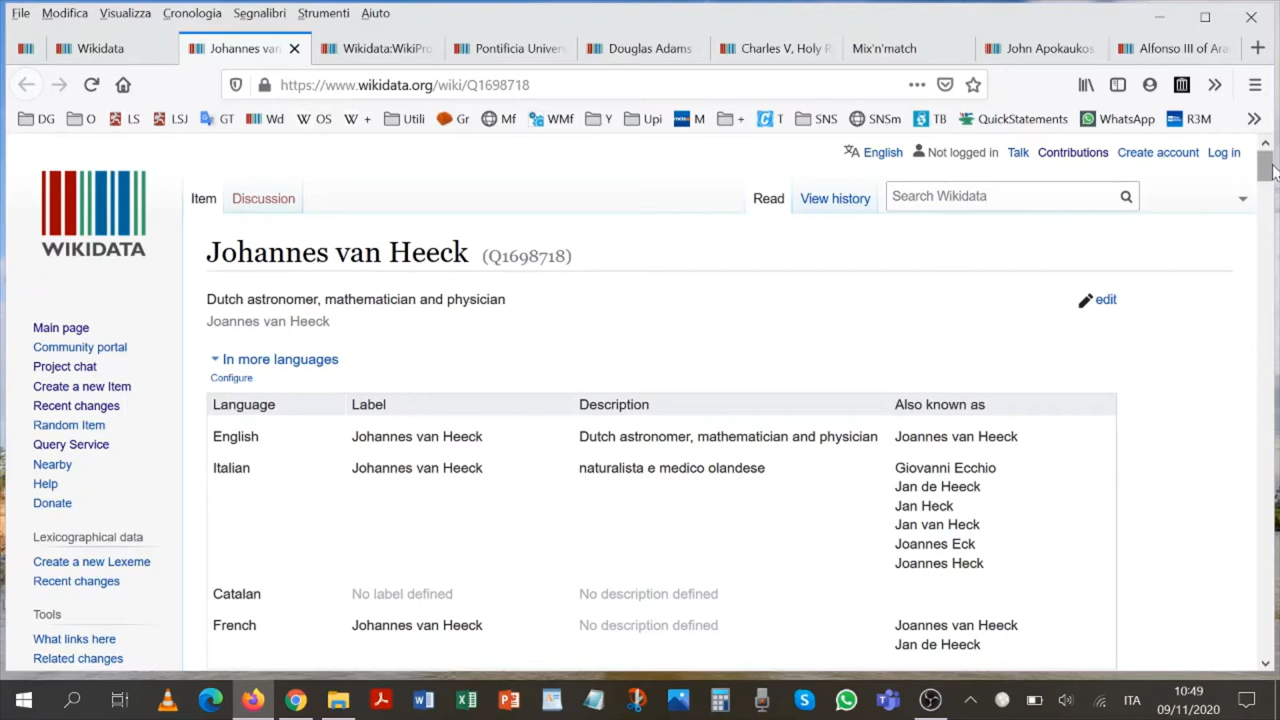 File Modifica Visualizza Cronologia Segnalibri Strumenti Aiuto
Wikidata Johannes van Wikidata:WikiPro Pontificia Univer Douglas Adams Charles V, Holy R Mix'n'match John Apokaukos Alfonso III of Ara
https://www.wikidata.org/wiki/Q1698718
DG O LS LSJ GT Wd OS + Utili Gr Mf WMf Y Upi M + T SNS SNSm TB QuickStatements WhatsApp R3M
English Not logged in Talk Contributions Create account Log in
Item Discussion Read View history Search Wikidata
WIKIDATA
Johannes van Heeck (Q1698718)
Dutch astronomer, mathematician and physician edit
Joannes van Heeck
In more languages
Configure
Language Label Description Also known as
English Johannes van Heeck Dutch astronomer, mathematician and physician Joannes van Heeck
Italian Johannes van Heeck naturalista e medico olandese Giovanni Ecchio
Jan de Heeck
Jan Heck
Jan van Heck
Joannes Eck
Joannes Heck
Catalan No label defined No description defined
French Johannes van Heeck No description defined Joannes van Heeck
Jan de Heeck
Main page
Community portal
Project chat
Create a new Item
Recent changes
Random Item
Query Service
Nearby
Help
Donate
Lexicographical data
Create a new Lexeme
Recent changes
Tools
What links here
Related changes
ITA 10:49
09/11/2020